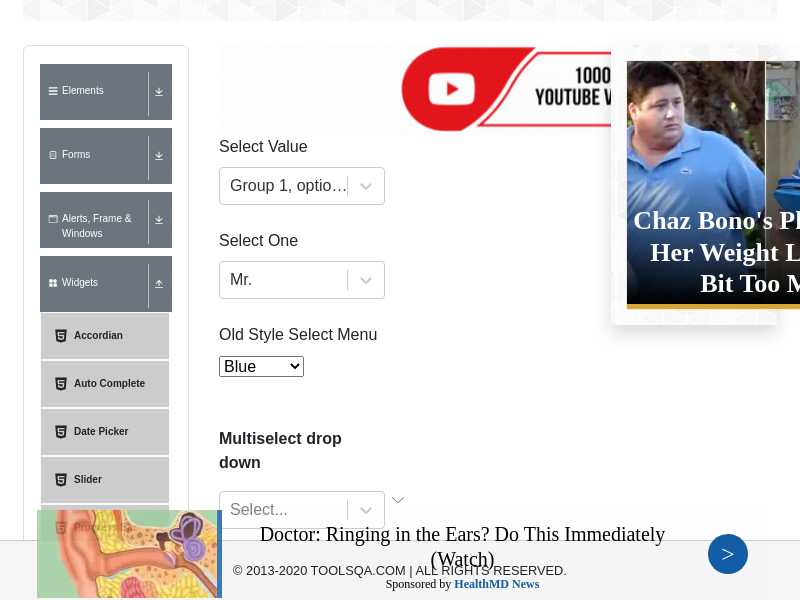 Elements
Forms
Alerts, Frame &
Windows
Widgets
Accordian
Auto Complete
Date Picker
Slider
Progress Bar
1000
YOUTUBE V
Select Value
Group 1, optio...
Select One
Mr.
Old Style Select Menu
Blue
Multiselect drop
down
Select...
Chaz Bono's Pl
Her Weight L
Bit Too M
Doctor: Ringing in the Ears? Do This Immediately
(Watch)
© 2013-2020 TOOLSQA.COM | ALL RIGHTS RESERVED.
Sponsored by HealthMD News
>